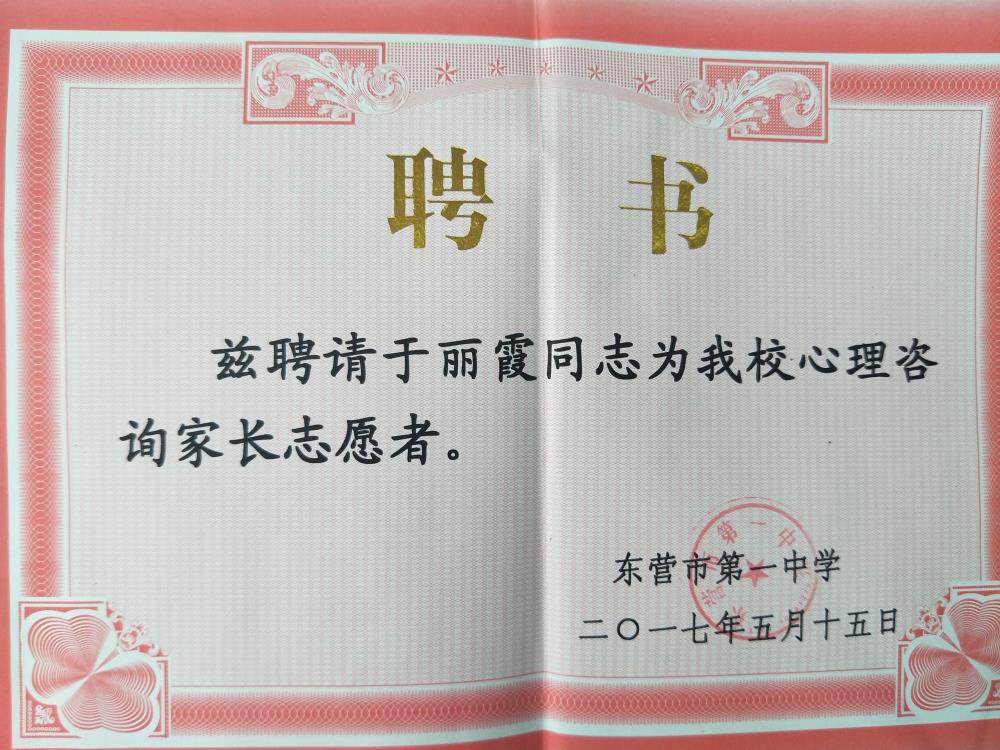 聘书
兹聘请于丽霞同志为我校心理咨
询家长志愿者。
东营市第一中学
二〇一七年五月十五日